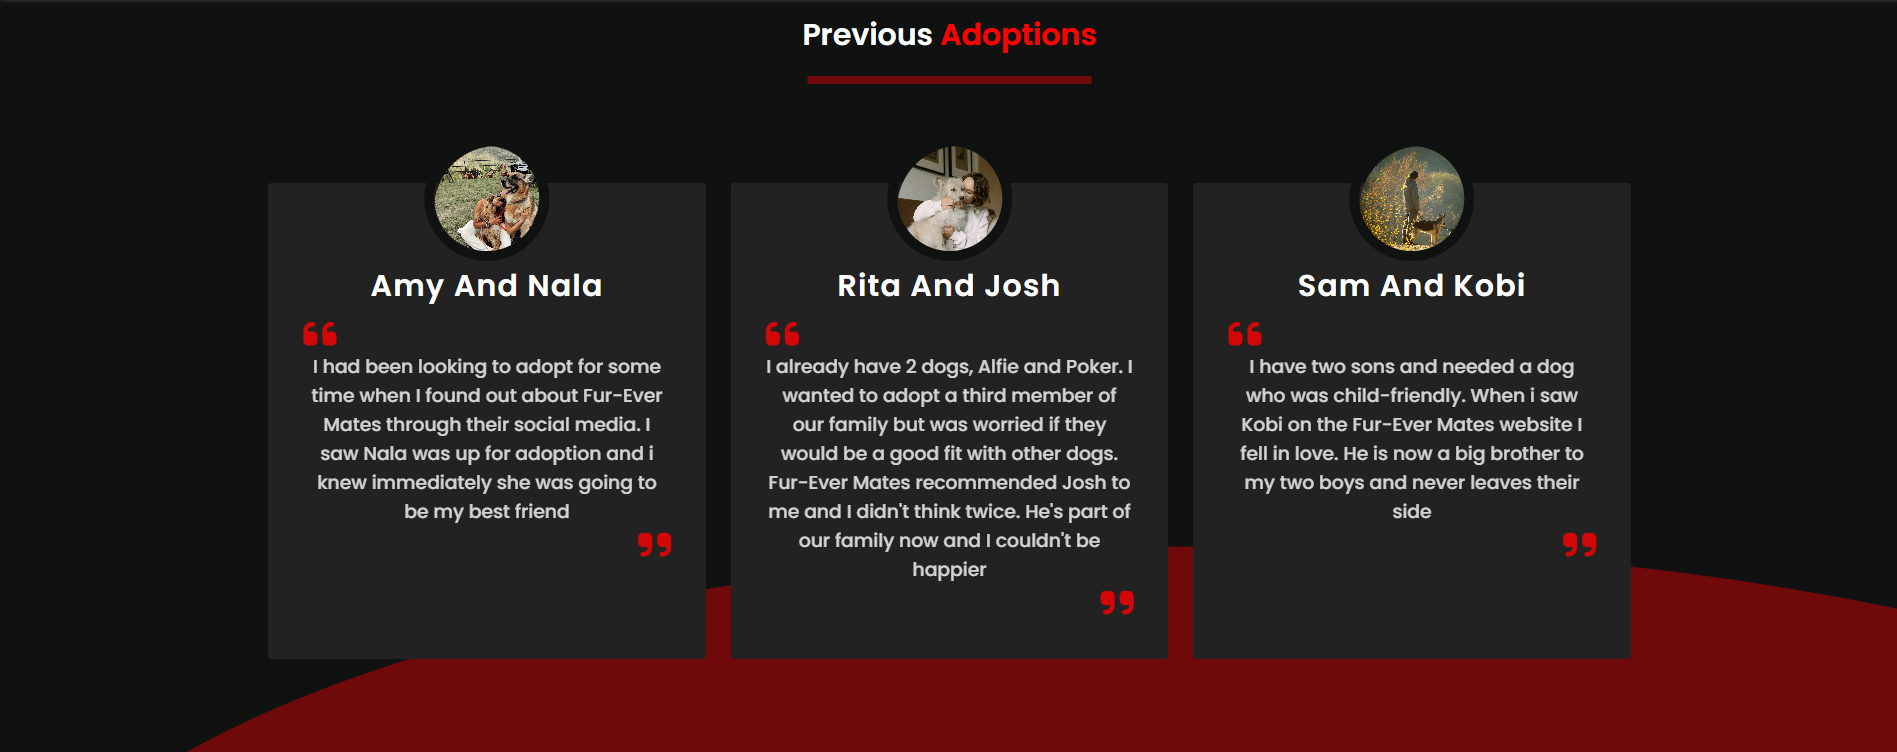 Previous Adoptions
Amy And Nala
“
I had been looking to adopt for some
time when I found out about Fur-Ever
Mates through their social media. I
saw Nala was up for adoption and i
knew immediately she was going to
be my best friend
”
Rita And Josh
“
I already have 2 dogs, Alfie and Poker. I
wanted to adopt a third member of
our family but was worried if they
would be a good fit with other dogs.
Fur-Ever Mates recommended Josh to
me and I didn't think twice. He's part of
our family now and I couldn't be
happier
”
Sam And Kobi
“
I have two sons and needed a dog
who was child-friendly. When i saw
Kobi on the Fur-Ever Mates website I
fell in love. He is now a big brother to
my two boys and never leaves their
side
”